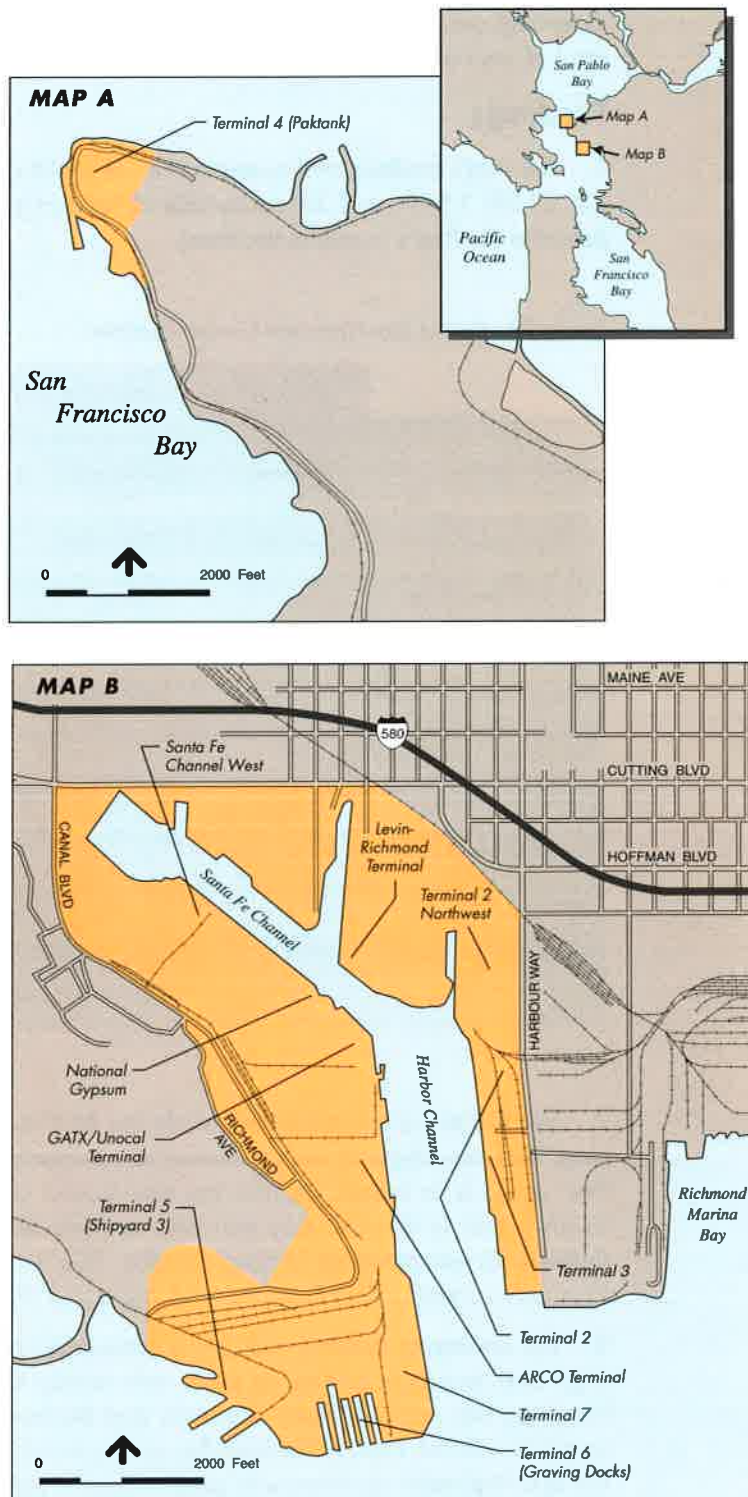 MAP A
Terminal 4 (Paktank)
San
Francisco
Bay
0 2000 Feet
San Pablo
Bay
Map A
Map B
Pacific
Ocean
San
Francisco
Bay
MAP B
MAINE AVE
580
CUTTING BLVD
HOFFMAN BLVD
Santa Fe
Channel West
CANAL BLVD
Levin-
Richmond
Terminal
Santa Fe Channel
Terminal 2
Northwest
HARBOUR WAY
National
Gypsum
Harbor Channel
GATX/Unocal
Terminal
RICHMOND
AVE
Terminal 5
(Shipyard 3)
Richmond
Marina
Bay
Terminal 3
Terminal 2
ARCO Terminal
Terminal 7
Terminal 6
(Graving Docks)
0 2000 Feet